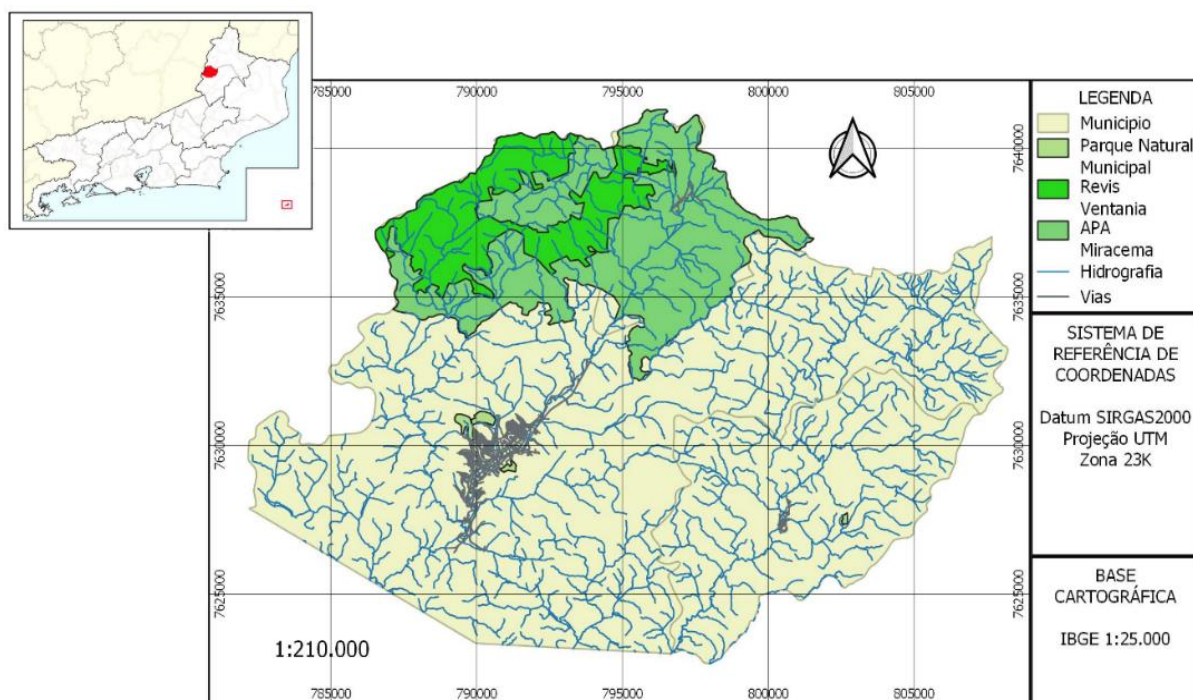 785000
790000
795000
800000
805000
7640000
7640000
7635000
7635000
7630000
7630000
7625000
7625000
1:210.000
785000
790000
795000
800000
805000
LEGENDA
Municipio
Parque Natural
Municipal
Revis
Ventania
APA
Miracema
Hidrografia
Vias
SISTEMA DE
REFERÊNCIA DE
COORDENADAS
Datum SIRGAS2000
Projeção UTM
Zona 23K
BASE
CARTOGRÁFICA
IBGE 1:25.000